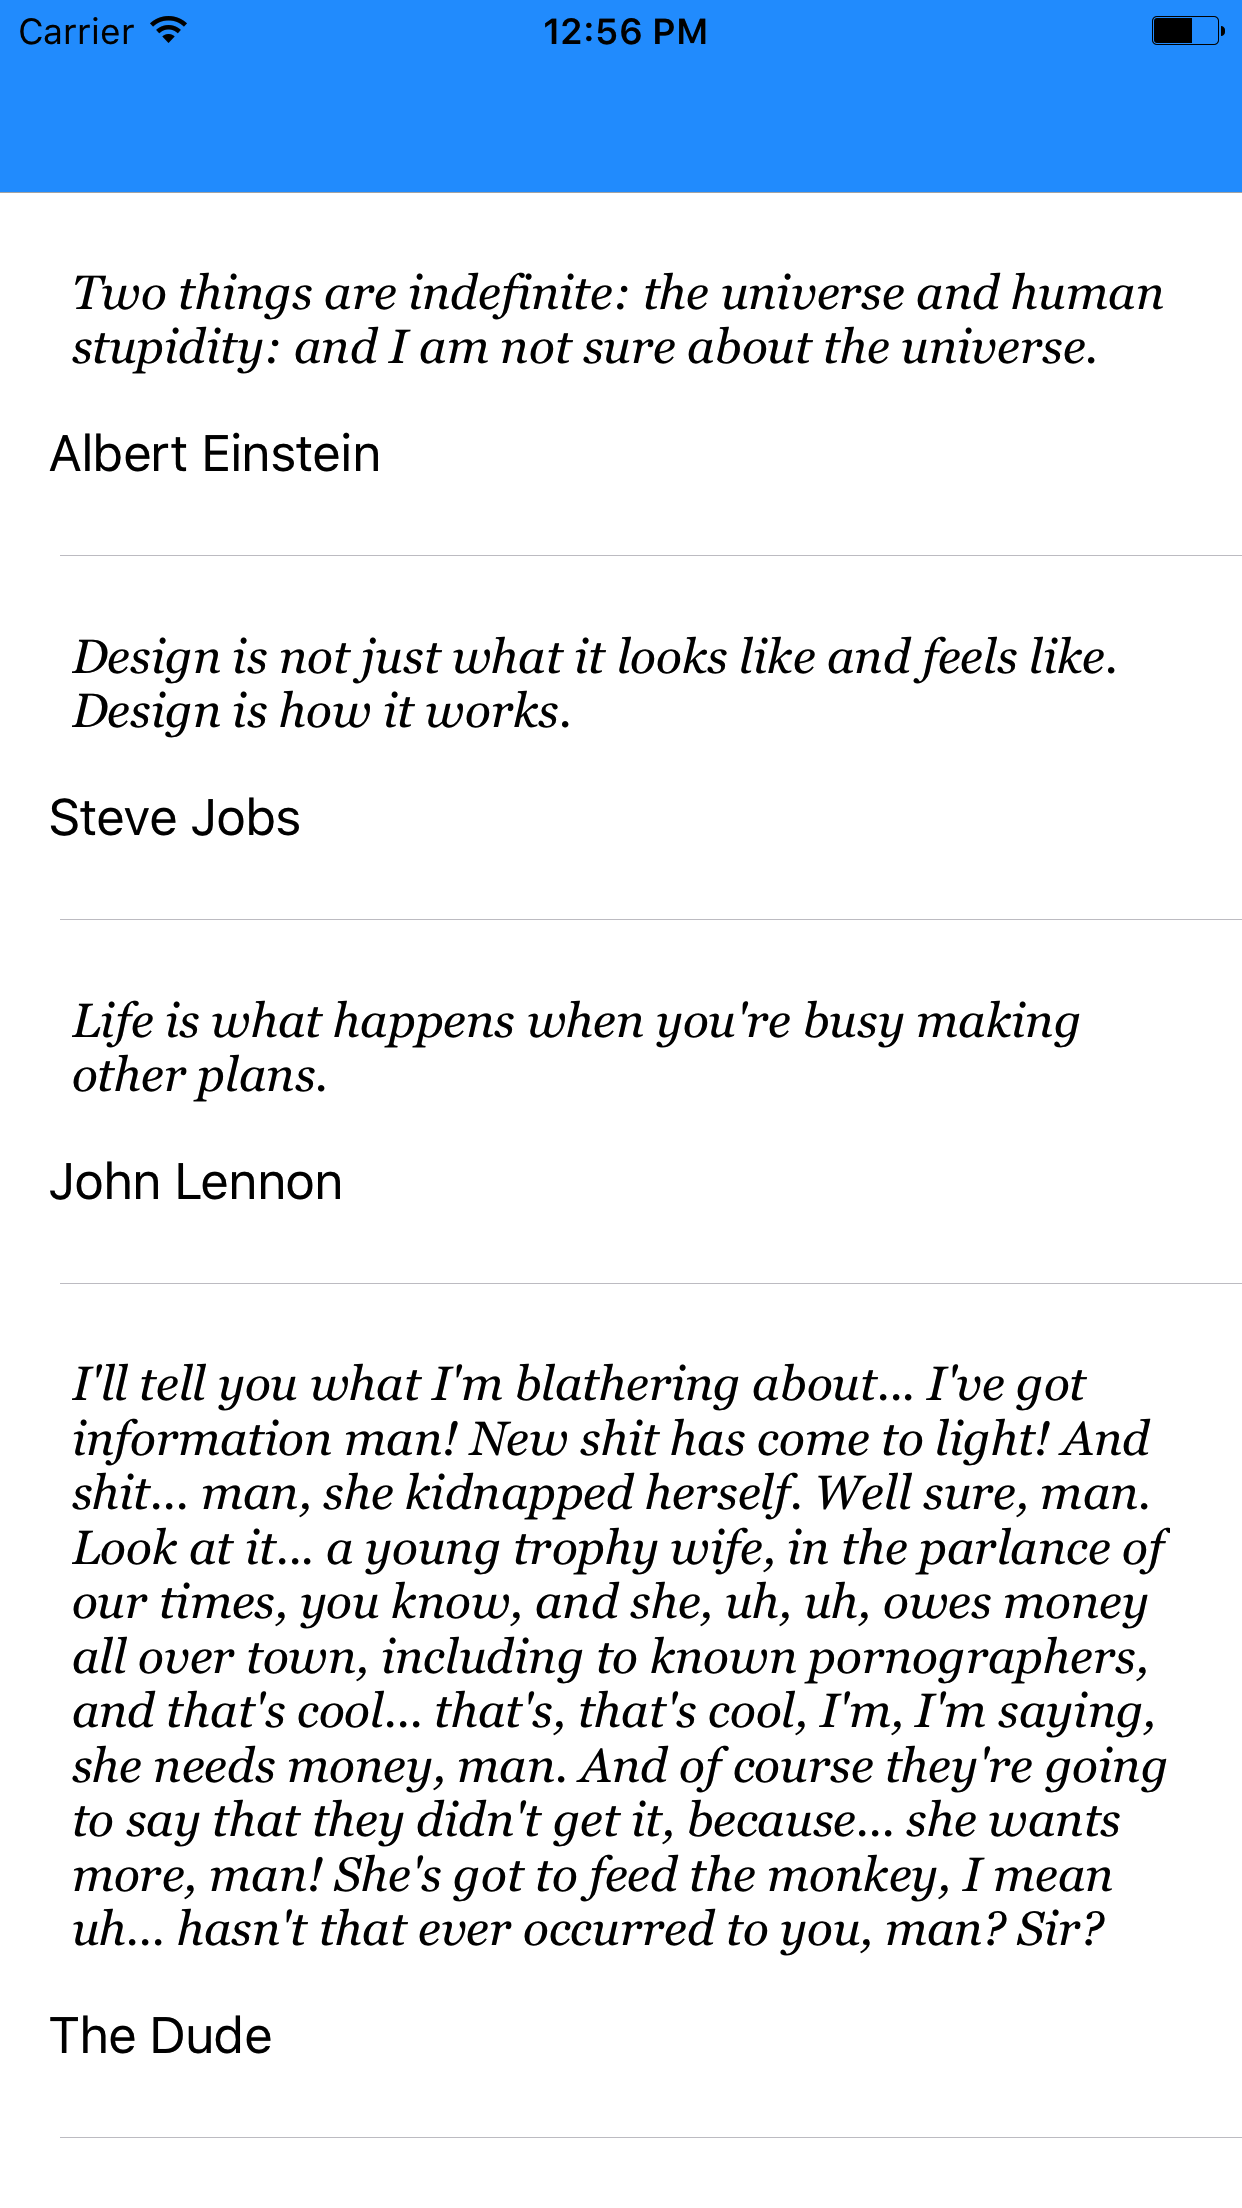 Carrier 12:56 PM
Two things are indefinite: the universe and human
stupidity: and I am not sure about the universe.
Albert Einstein
Design is not just what it looks like and feels like.
Design is how it works.
Steve Jobs
Life is what happens when you're busy making
other plans.
John Lennon
I'll tell you what I'm blathering about... I've got
information man! New shit has come to light! And
shit... man, she kidnapped herself. Well sure, man.
Look at it... a young trophy wife, in the parlance of
our times, you know, and she, uh, uh, owes money
all over town, including to known pornographers,
and that's cool... that's, that's cool, I'm, I'm saying,
she needs money, man. And of course they're going
to say that they didn't get it, because... she wants
more, man! She's got to feed the monkey, I mean
uh... hasn't that ever occurred to you, man? Sir?
The Dude